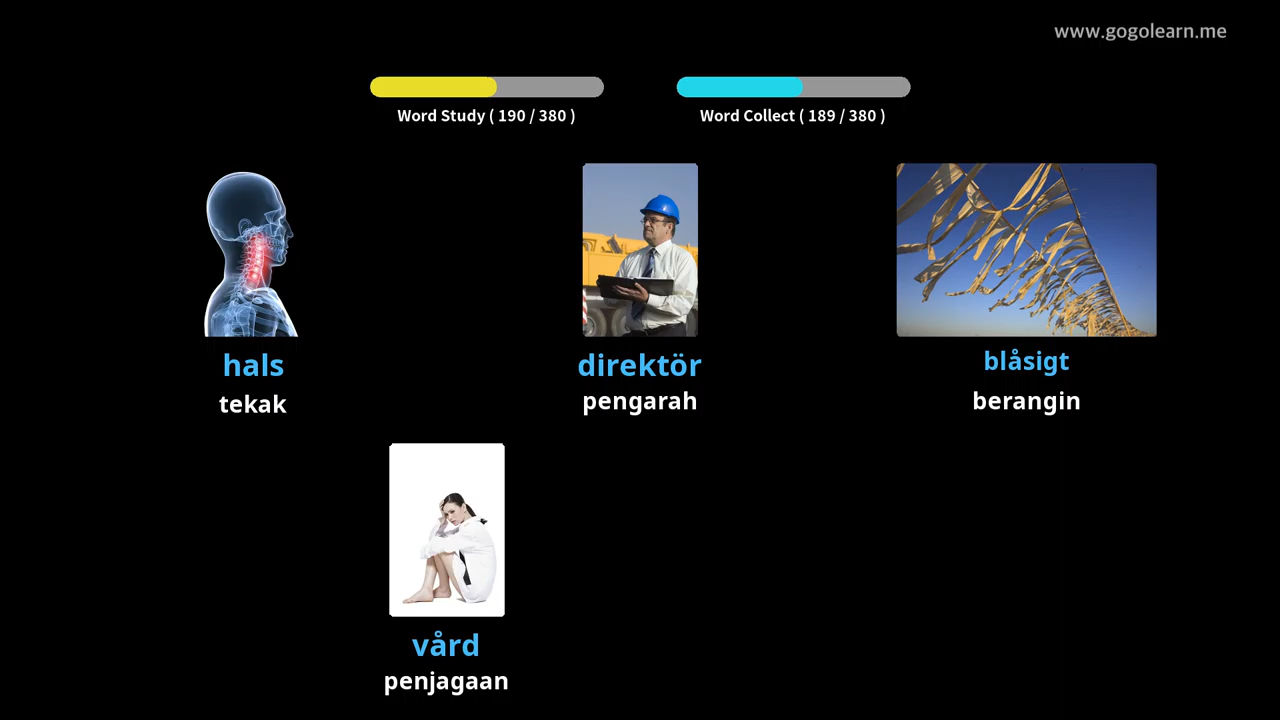 www.gogolearn.me
Word Study ( 190 / 380 )
Word Collect ( 189 / 380 )
hals
tekak
direktör
pengarah
blåsigt
berangin
vård
penjagaan